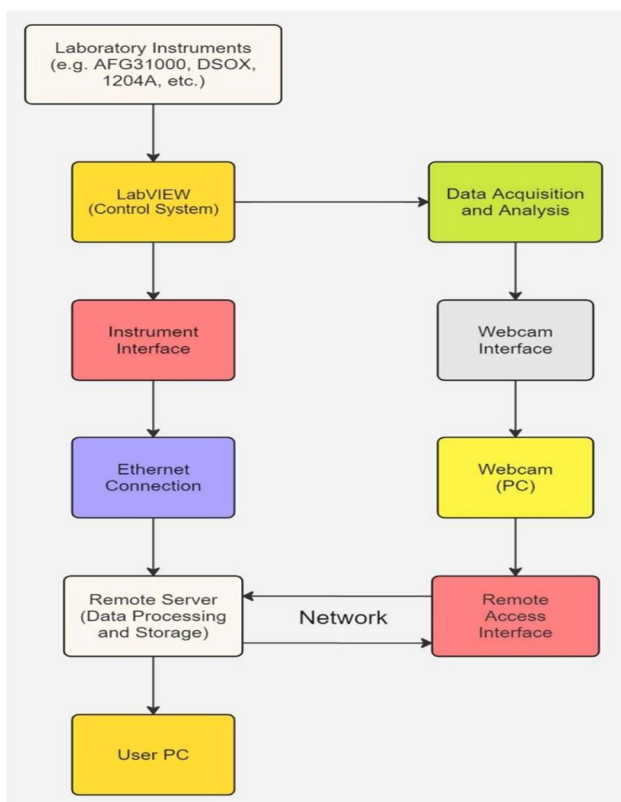 Laboratory Instruments
(e.g. AFG31000, DSOX,
1204A, etc.)
LabVIEW
(Control System)
Data Acquisition
and Analysis
Instrument
Interface
Webcam
Interface
Ethernet
Connection
Webcam
(PC)
Remote Server
(Data Processing
and Storage)
Network
Remote
Access
Interface
User PC